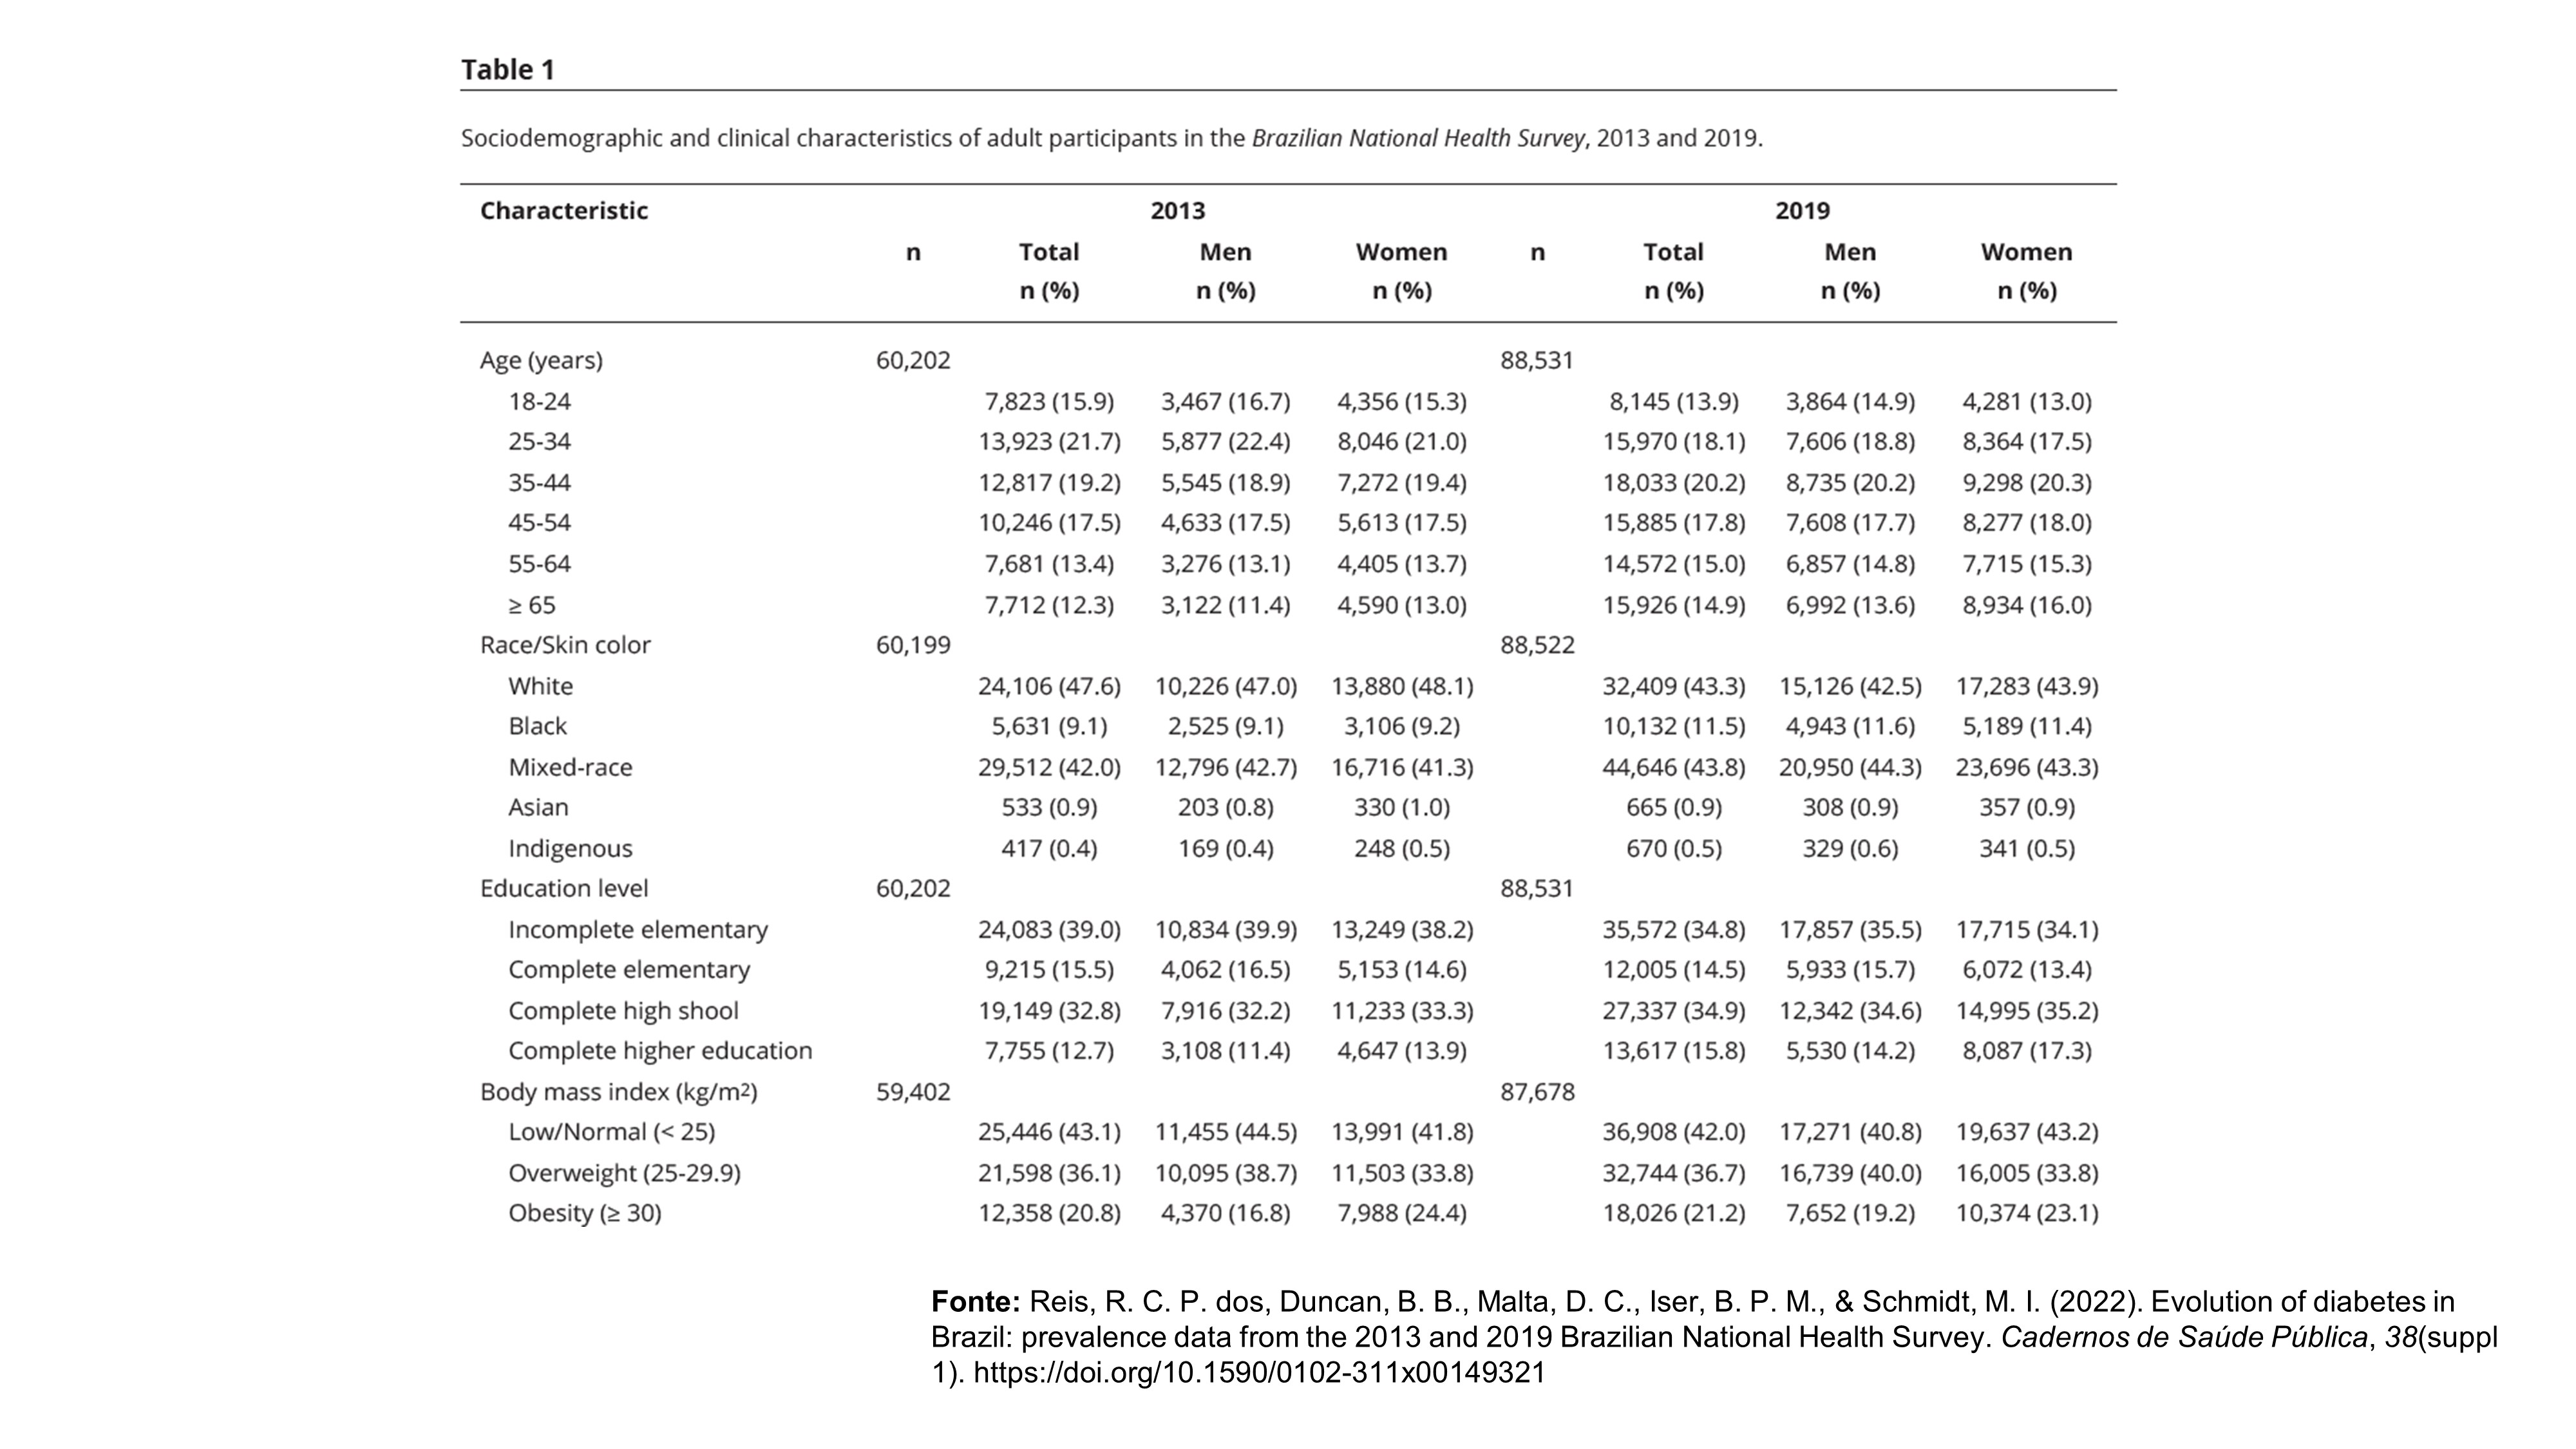 Table 1
Sociodemographic and clinical characteristics of adult participants in the Brazilian National Health Survey, 2013 and 2019.
Characteristic 2013 2019
n Total Men Women n Total Men Women
n (%) n (%) n (%) n (%) n (%) n (%)
Age (years) 60,202 88,531
18-24 7,823 (15.9) 3,467 (16.7) 4,356 (15.3) 8,145 (13.9) 3,864 (14.9) 4,281 (13.0)
25-34 13,923 (21.7) 5,877 (22.4) 8,046 (21.0) 15,970 (18.1) 7,606 (18.8) 8,364 (17.5)
35-44 12,817 (19.2) 5,545 (18.9) 7,272 (19.4) 18,033 (20.2) 8,735 (20.2) 9,298 (20.3)
45-54 10,246 (17.5) 4,633 (17.5) 5,613 (17.5) 15,885 (17.8) 7,608 (17.7) 8,277 (18.0)
55-64 7,681 (13.4) 3,276 (13.1) 4,405 (13.7) 14,572 (15.0) 6,857 (14.8) 7,715 (15.3)
≥ 65 7,712 (12.3) 3,122 (11.4) 4,590 (13.0) 15,926 (14.9) 6,992 (13.6) 8,934 (16.0)
Race/Skin color 60,199 88,522
White 24,106 (47.6) 10,226 (47.0) 13,880 (48.1) 32,409 (43.3) 15,126 (42.5) 17,283 (43.9)
Black 5,631 (9.1) 2,525 (9.1) 3,106 (9.2) 10,132 (11.5) 4,943 (11.6) 5,189 (11.4)
Mixed-race 29,512 (42.0) 12,796 (42.7) 16,716 (41.3) 44,646 (43.8) 20,950 (44.3) 23,696 (43.3)
Asian 533 (0.9) 203 (0.8) 330 (1.0) 665 (0.9) 308 (0.9) 357 (0.9)
Indigenous 417 (0.4) 169 (0.4) 248 (0.5) 670 (0.5) 329 (0.6) 341 (0.5)
Education level 60,202 88,531
Incomplete elementary 24,083 (39.0) 10,834 (39.9) 13,249 (38.2) 35,572 (34.8) 17,857 (35.5) 17,715 (34.1)
Complete elementary 9,215 (15.5) 4,062 (16.5) 5,153 (14.6) 12,005 (14.5) 5,933 (15.7) 6,072 (13.4)
Complete high shool 19,149 (32.8) 7,916 (32.2) 11,233 (33.3) 27,337 (34.9) 12,342 (34.6) 14,995 (35.2)
Complete higher education 7,755 (12.7) 3,108 (11.4) 4,647 (13.9) 13,617 (15.8) 5,530 (14.2) 8,087 (17.3)
Body mass index (kg/m²) 59,402 87,678
Low/Normal (< 25) 25,446 (43.1) 11,455 (44.5) 13,991 (41.8) 36,908 (42.0) 17,271 (40.8) 19,637 (43.2)
Overweight (25-29.9) 21,598 (36.1) 10,095 (38.7) 11,503 (33.8) 32,744 (36.7) 16,739 (40.0) 16,005 (33.8)
Obesity (≥ 30) 12,358 (20.8) 4,370 (16.8) 7,988 (24.4) 18,026 (21.2) 7,652 (19.2) 10,374 (23.1)
Fonte: Reis, R. C. P. dos, Duncan, B. B., Malta, D. C., Iser, B. P. M., & Schmidt, M. I. (2022). Evolution of diabetes in
Brazil: prevalence data from the 2013 and 2019 Brazilian National Health Survey. Cadernos de Saúde Pública, 38(suppl
1). https://doi.org/10.1590/0102-311x00149321